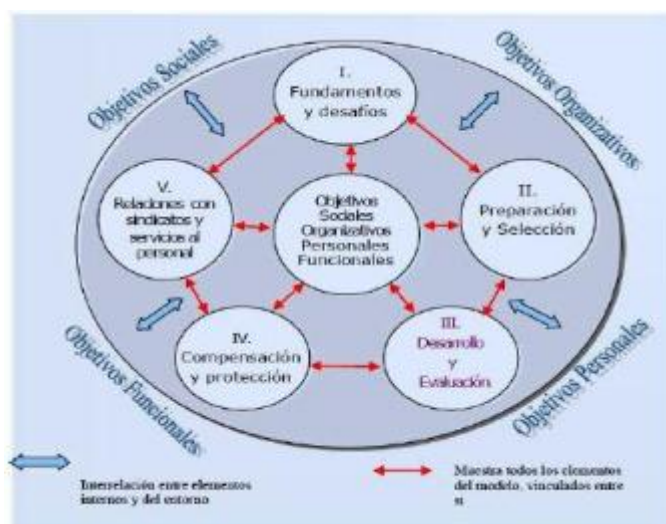 Objetivos Sociales
Objetivos Organizativos
I.
Fundamentos
y desafíos
V.
Relaciones con
sindicatos y
servicios al
personal
Objetivos
Sociales
Organizativos
Personales
Funcionales
II.
Preparación
y Selección
IV.
Compensación
y protección
III.
Desarrollo
y
Evaluación
Objetivos Funcionales
Objetivos Personales
Interrelación entre elementos
internos y del entorno
Muestra todos los elementos
del modelo, vinculados entre
si